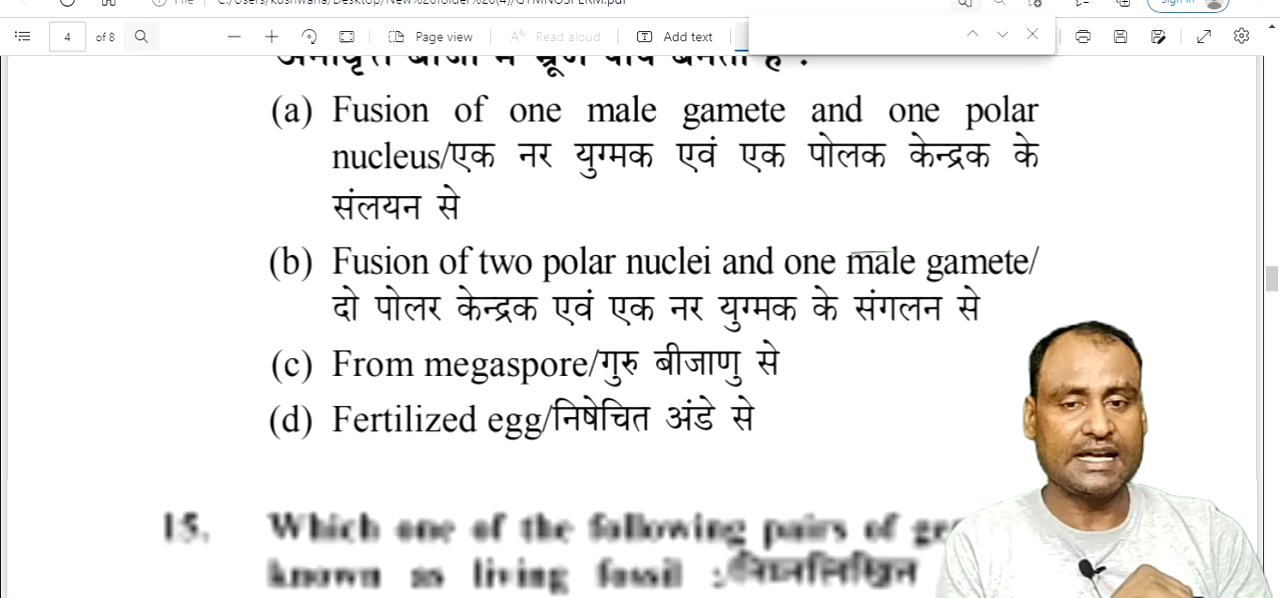 4 of 8
Page view
Read aloud
Add text
Sign in
(a) Fusion of one male gamete and one polar
nucleus/एक नर युग्मक एवं एक पोलक केन्द्रक के
संलयन से
(b) Fusion of two polar nuclei and one male gamete/
दो पोलर केन्द्रक एवं एक नर युग्मक के संगलन से
(c) From megaspore/गुरु बीजाणु से
(d) Fertilized egg/निषेचित अंडे से
15. Which one of the following pairs of
known as living fossil :/निम्नलिखित